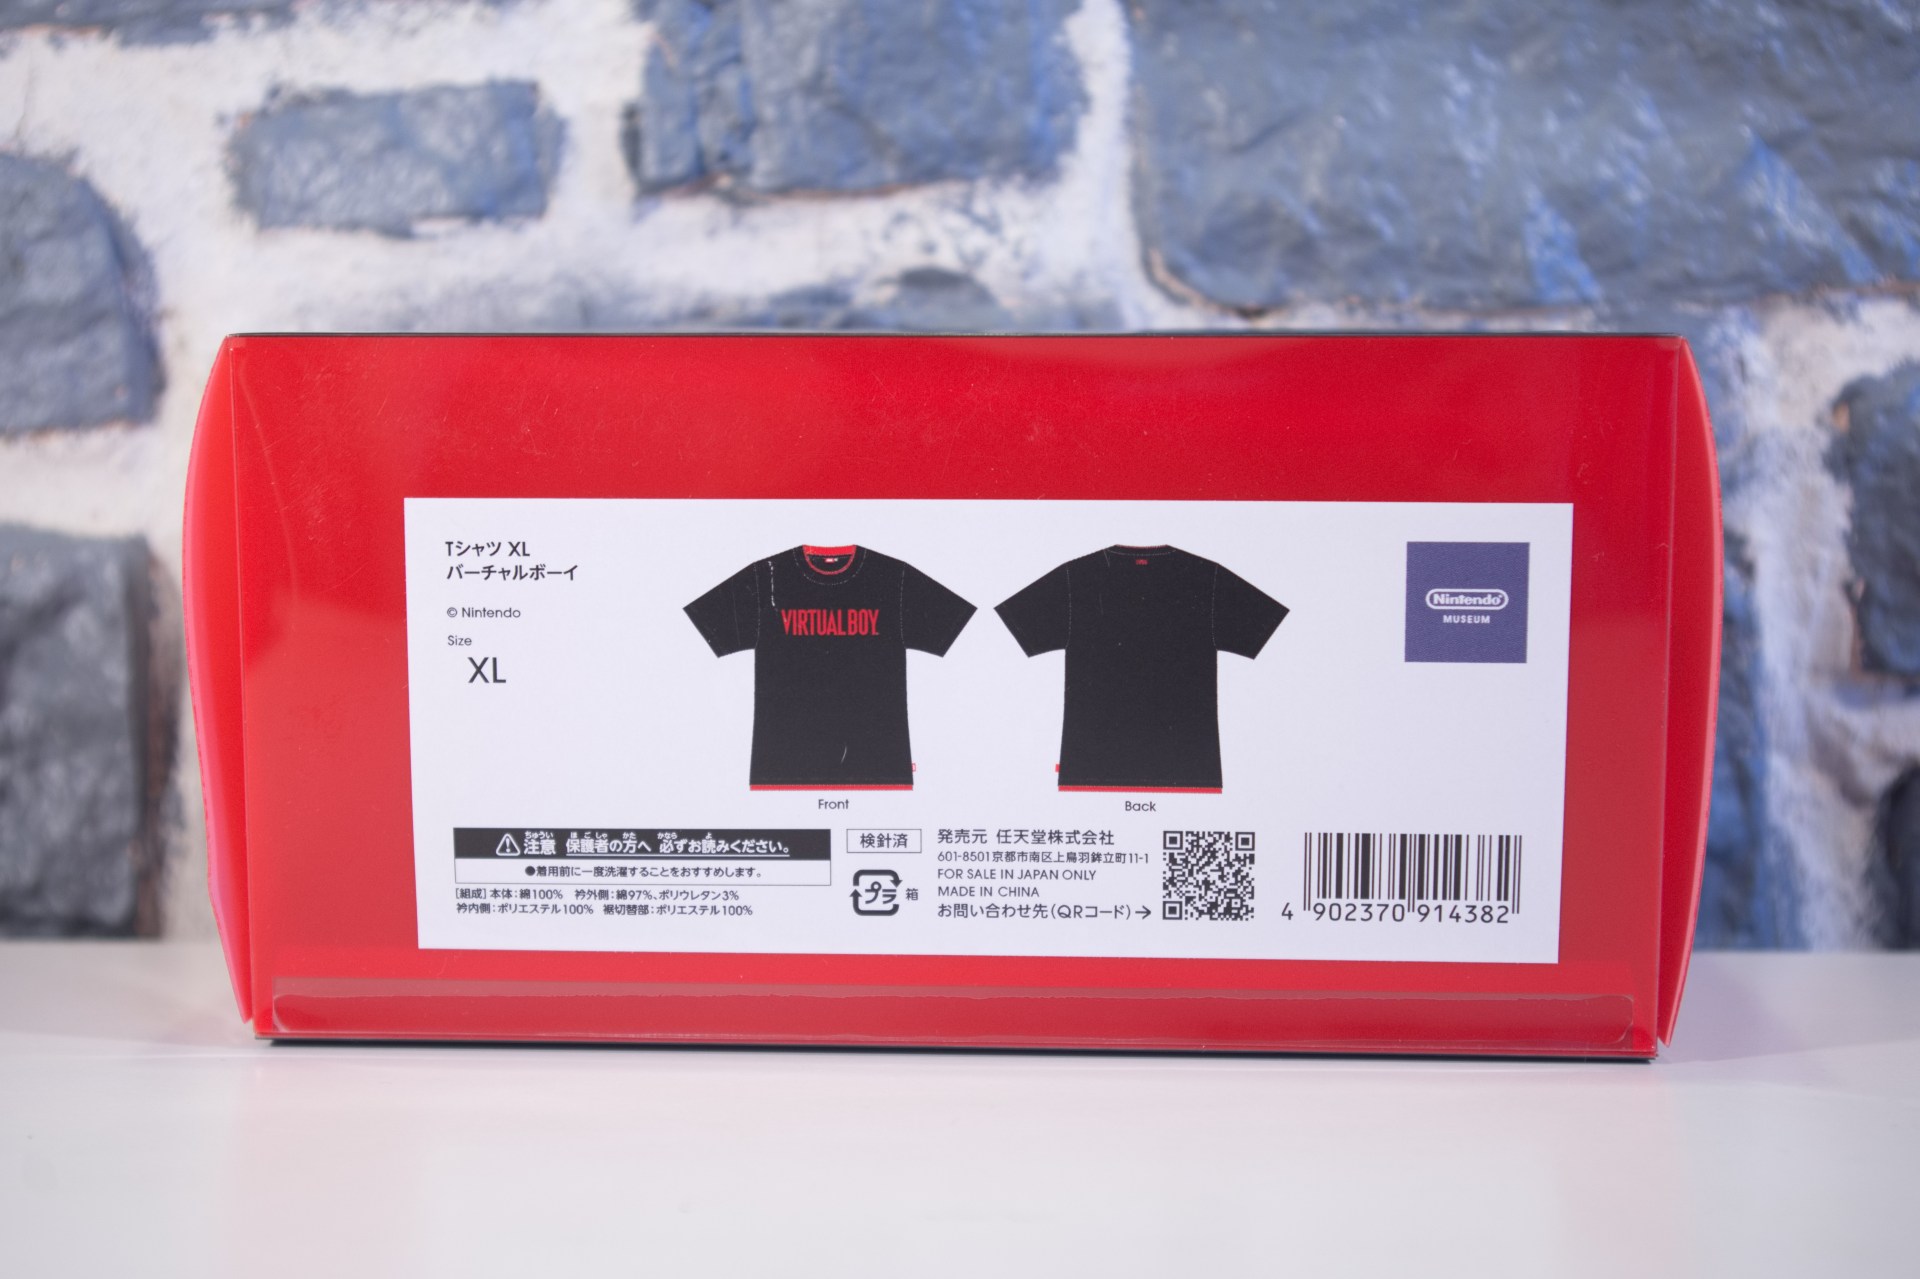 Tシャツ XL
バーチャルボーイ
© Nintendo
Size
XL
VIRTUAL BOY
Front
Back
Nintendo
MUSEUM
注意 保護者の方へ 必ずお読みください。
●着用前に一度洗濯することをおすすめします。
[組成]本体:綿100% 衿外側:綿97%、ポリウレタン3%
衿内側:ポリエステル100% 裾切替部:ポリエステル100%
検針済
プラ 箱
発売元 任天堂株式会社
601-8501京都市南区上鳥羽鉾立町11-1
FOR SALE IN JAPAN ONLY
MADE IN CHINA
お問い合わせ先(QRコード)→
4 902370 914382